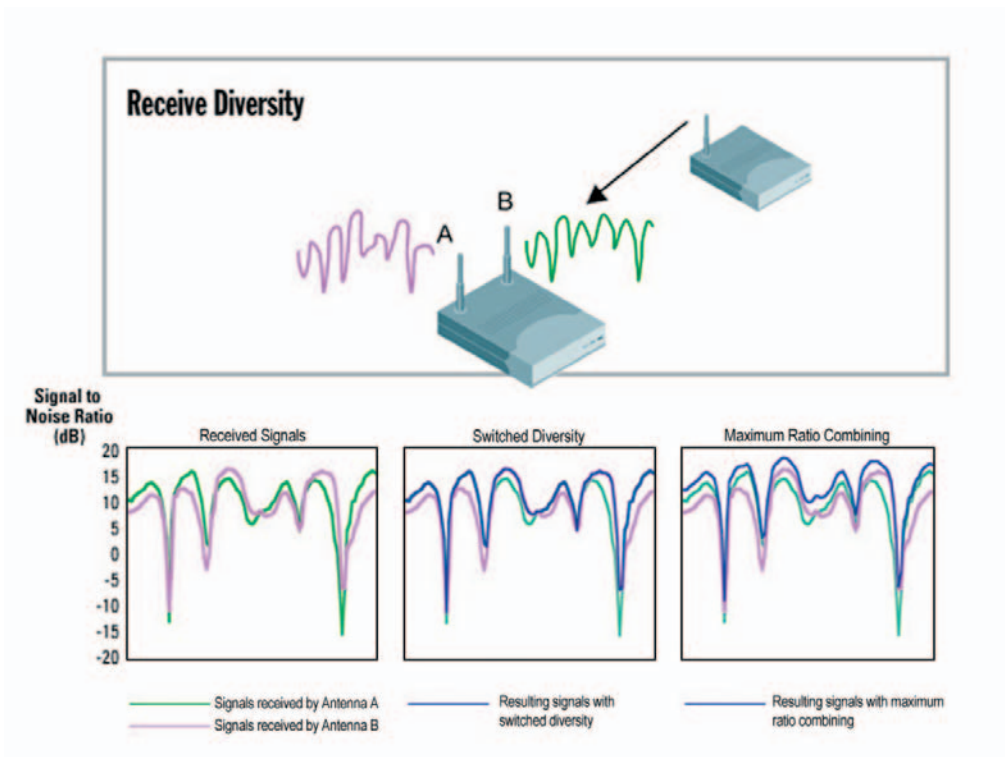 Receive Diversity
B
A
Signal to
Noise Ratio
(dB)
Received Signals
Switched Diversity
Maximum Ratio Combining
20
15
10
5
0
-5
-10
-15
-20
Signals received by Antenna A
Signals received by Antenna B
Resulting signals with
switched diversity
Resulting signals with maximum
ratio combining